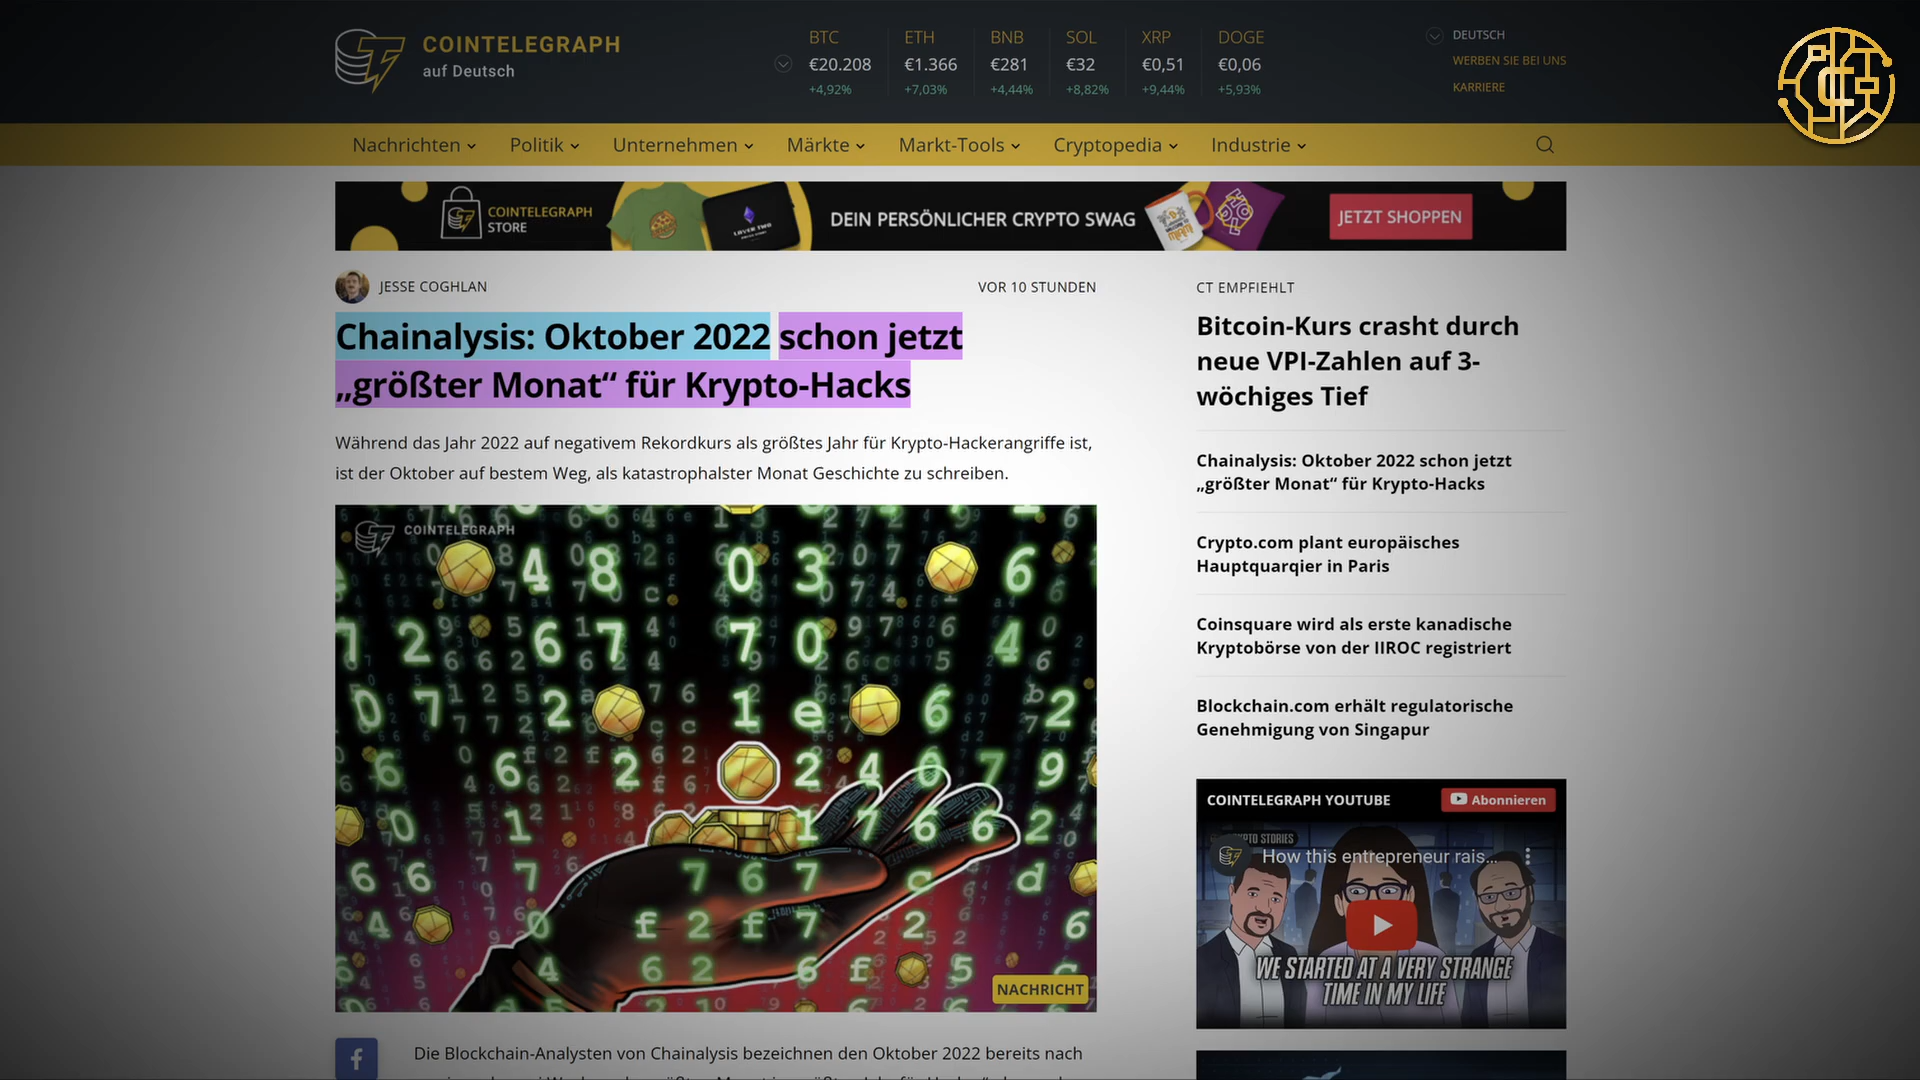 COINTELEGRAPH
auf Deutsch
BTC ETH BNB SOL XRP DOGE
€20.208 €1.366 €281 €32 €0,51 €0,06
+4,92% +7,03% +4,44% +8,82% +9,44% +5,93%
DEUTSCH
WERBEN SIE BEI UNS
KARRIERE
Nachrichten Politik Unternehmen Märkte Markt-Tools Cryptopedia Industrie
COINTELEGRAPH
STORE
DEIN PERSÖNLICHER CRYPTO SWAG
JETZT SHOPPEN
JESSE COGHLAN
VOR 10 STUNDEN
Chainalysis: Oktober 2022 schon jetzt
„größter Monat“ für Krypto-Hacks
Während das Jahr 2022 auf negativem Rekordkurs als größtes Jahr für Krypto-Hackerangriffe ist,
ist der Oktober auf bestem Weg, als katastrophalster Monat Geschichte zu schreiben.
COINTELEGRAPH
NACHRICHT
Die Blockchain-Analysten von Chainalysis bezeichnen den Oktober 2022 bereits nach
CT EMPFIEHLT
Bitcoin-Kurs crasht durch
neue VPI-Zahlen auf 3-
wöchiges Tief
Chainalysis: Oktober 2022 schon jetzt
„größter Monat“ für Krypto-Hacks
Crypto.com plant europäisches
Hauptquarqier in Paris
Coinsquare wird als erste kanadische
Kryptobörse von der IIROC registriert
Blockchain.com erhält regulatorische
Genehmigung von Singapur
COINTELEGRAPH YOUTUBE
Abonnieren
How this entrepreneur rais...
WE STARTED AT A VERY STRANGE
TIME IN MY LIFE